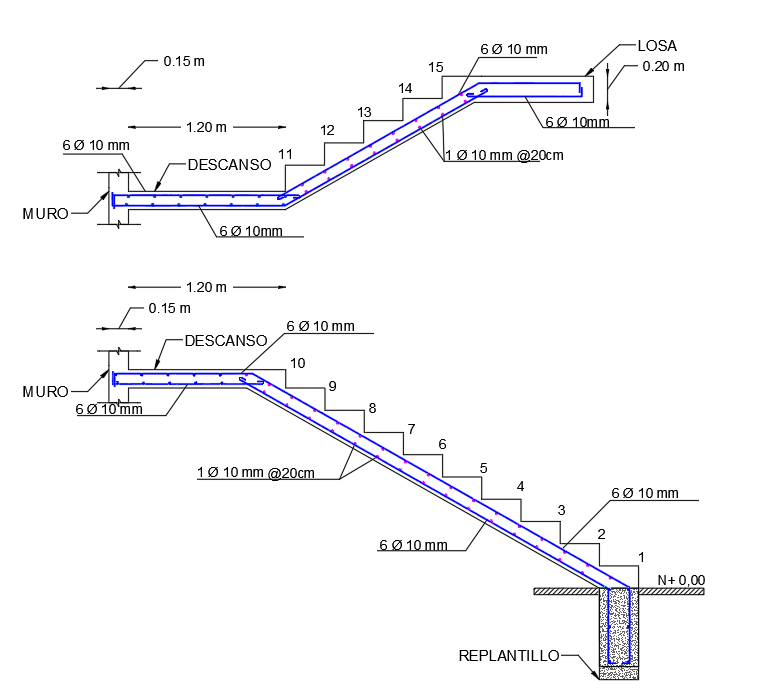 6 Ø 10 mm
LOSA
0.15 m
15
0.20 m
14
13
6 Ø 10mm
1.20 m
12
6 Ø 10 mm
11
1 Ø 10 mm @20cm
DESCANSO
MURO
6 Ø 10mm
1.20 m
0.15 m
6 Ø 10 mm
DESCANSO
10
MURO
9
6 Ø 10 mm
8
7
6
1 Ø 10 mm @20cm
5
4
6 Ø 10 mm
3
2
6 Ø 10 mm
1
N+ 0,00
REPLANTILLO